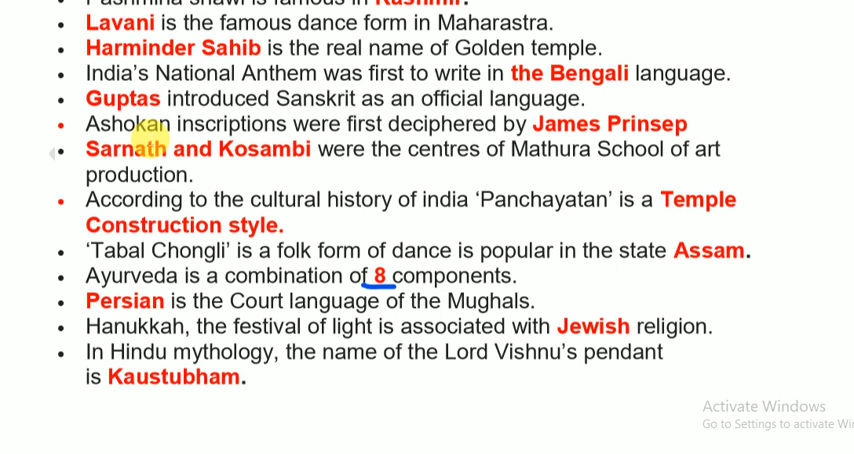 Pashmina shawl is famous in Kashmir.
• Lavani is the famous dance form in Maharastra.
• Harminder Sahib is the real name of Golden temple.
• India’s National Anthem was first to write in the Bengali language.
• Guptas introduced Sanskrit as an official language.
• Ashokan inscriptions were first deciphered by James Prinsep
• Sarnath and Kosambi were the centres of Mathura School of art
production.
• According to the cultural history of india ‘Panchayatan’ is a Temple
Construction style.
• ‘Tabal Chongli’ is a folk form of dance is popular in the state Assam.
• Ayurveda is a combination of 8 components.
• Persian is the Court language of the Mughals.
• Hanukkah, the festival of light is associated with Jewish religion.
• In Hindu mythology, the name of the Lord Vishnu’s pendant
is Kaustubham.
Activate Windows
Go to Settings to activate Wi